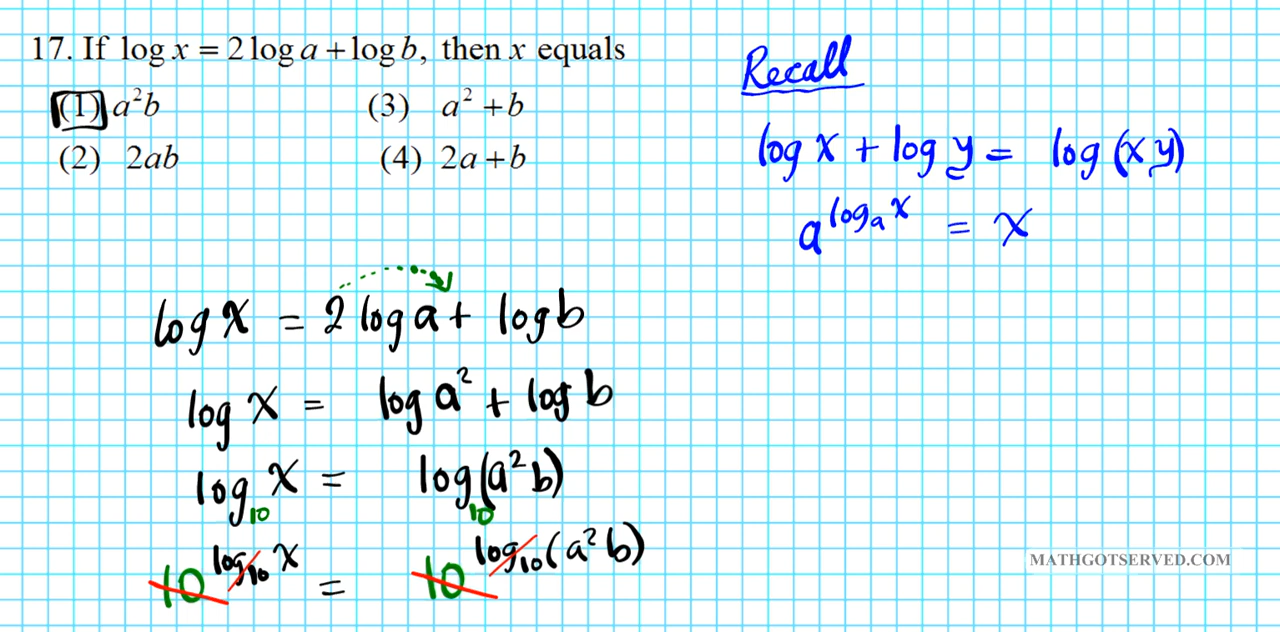 17. If log x = 2 log a + log b, then x equals
(1) a²b (3) a² + b
(2) 2ab (4) 2a + b
Recall
log x + log y = log(xy)
a^(logₐx) = x
log x = 2 log a + log b
log x = log a² + log b
log₁₀ x = log₁₀(a²b)
10^(log₁₀ x) = 10^(log₁₀(a²b))
MATHGOTSERVED.COM